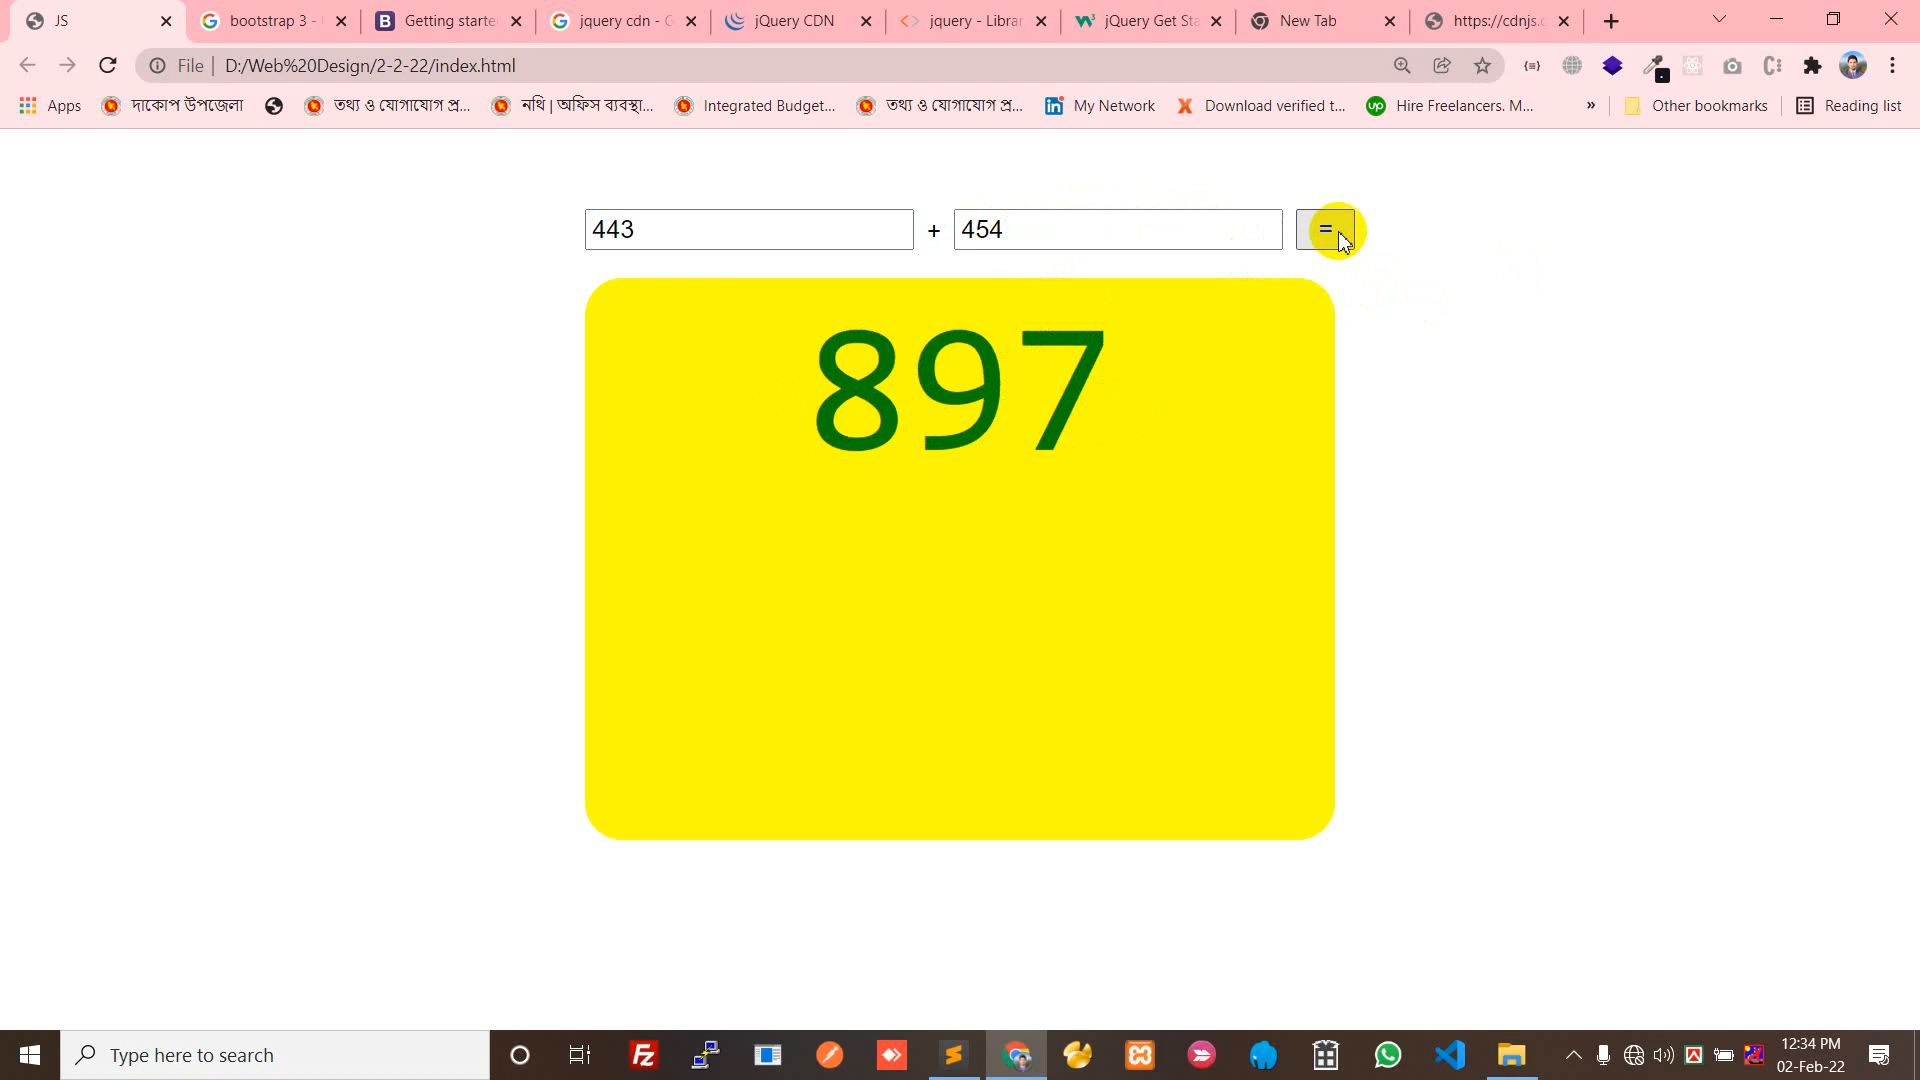 JS
bootstrap 3 -
Getting starte
jquery cdn - G
jQuery CDN
jquery - Librar
jQuery Get Sta
New Tab
https://cdnjs.c
File D:/Web%20Design/2-2-22/index.html
Apps
দাকোপ উপজেলা
তথ্য ও যোগাযোগ প্র...
নথি | অফিস ব্যবস্থা...
Integrated Budget...
তথ্য ও যোগাযোগ প্র...
My Network
Download verified t...
Hire Freelancers. M...
»
Other bookmarks
Reading list
443 + 454 =
897
Type here to search
12:34 PM
02-Feb-22